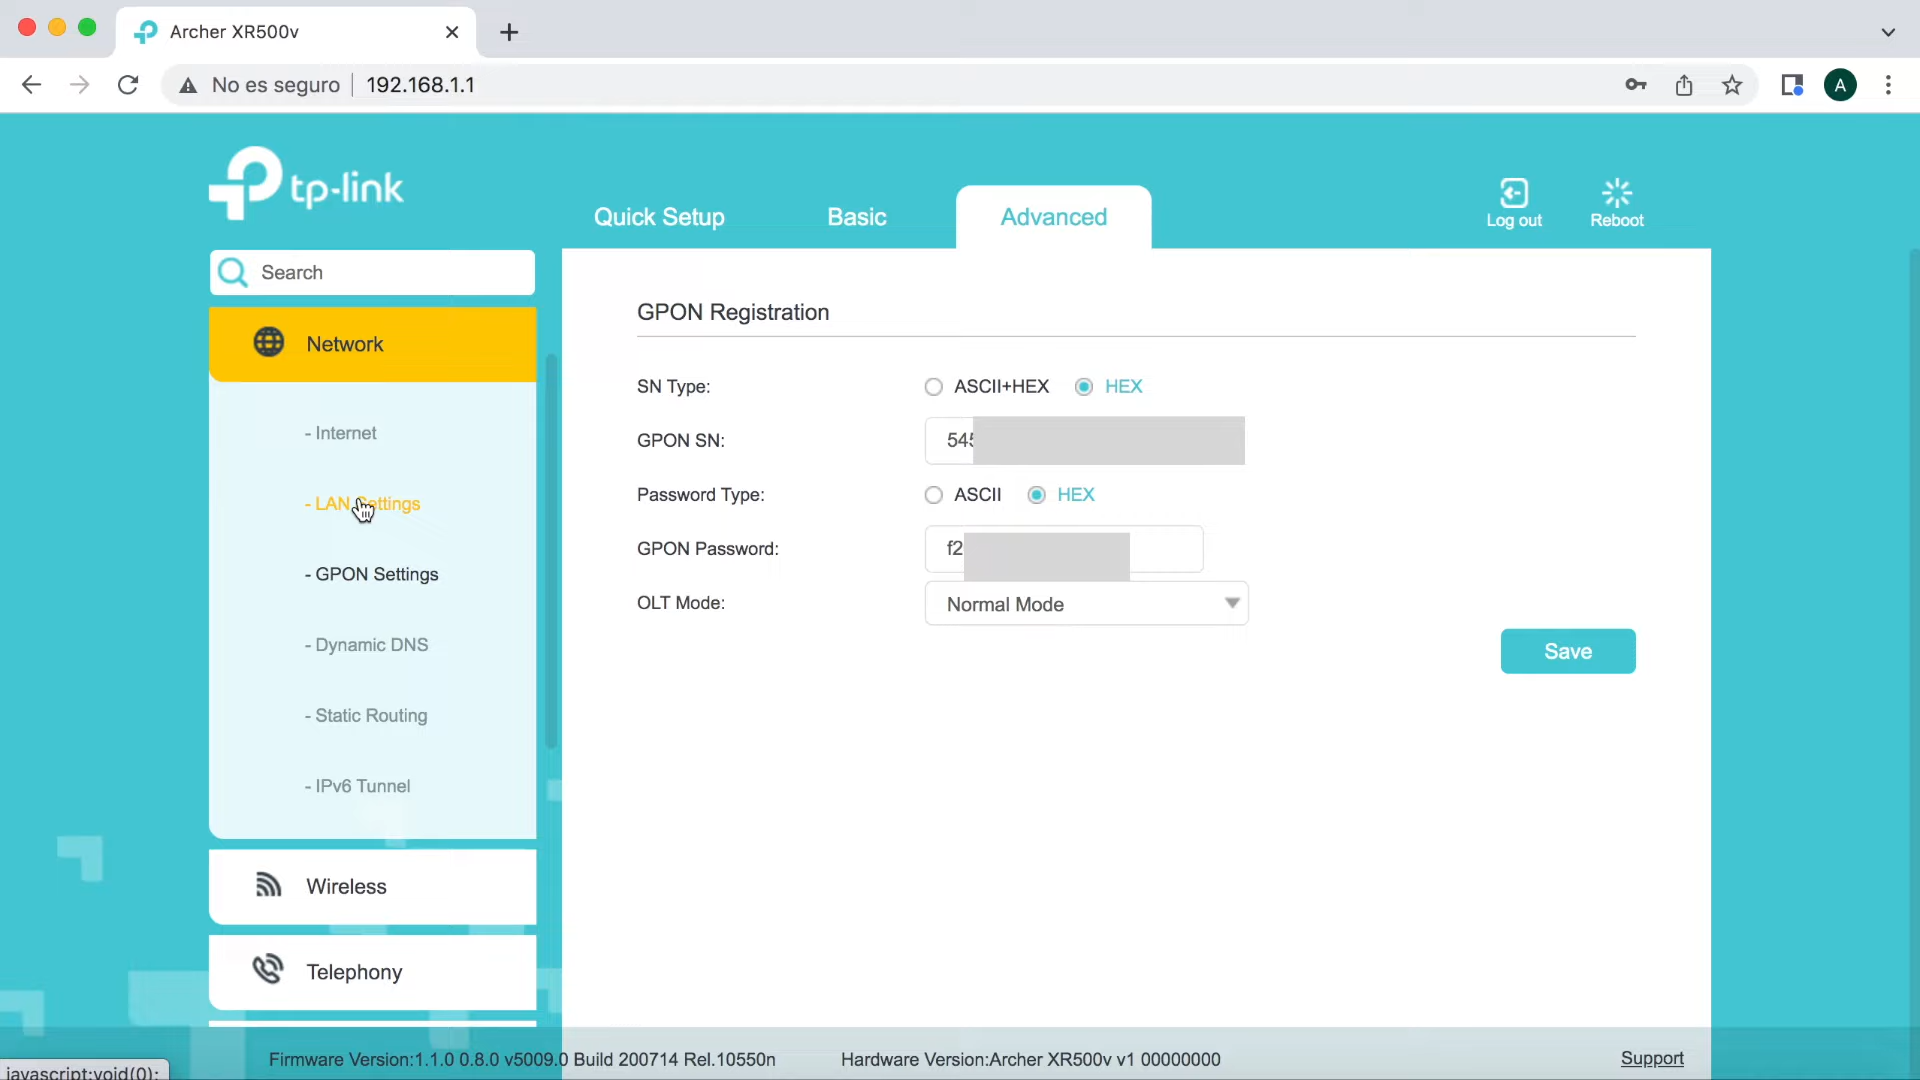 Archer XR500v
No es seguro 192.168.1.1
A
tp-link
Quick Setup
Basic
Advanced
Log out
Reboot
Search
Network
- Internet
- LAN Settings
- GPON Settings
- Dynamic DNS
- Static Routing
- IPv6 Tunnel
Wireless
Telephony
GPON Registration
SN Type: ASCII+HEX HEX
GPON SN: 545
Password Type: ASCII HEX
GPON Password: f2
OLT Mode: Normal Mode
Save
Firmware Version:1.1.0 0.8.0 v5009.0 Build 200714 Rel.10550n Hardware Version:Archer XR500v v1 00000000 Support
javascript:void(0);